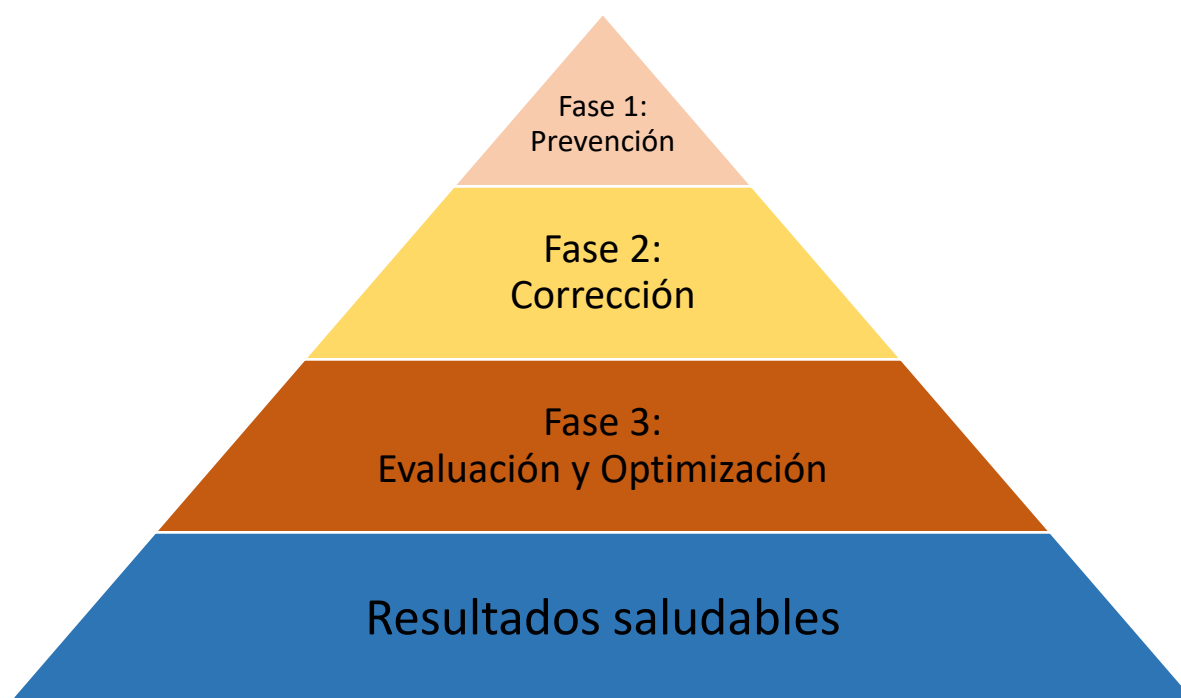 Fase 1:
Prevención
Fase 2:
Corrección
Fase 3:
Evaluación y Optimización
Resultados saludables